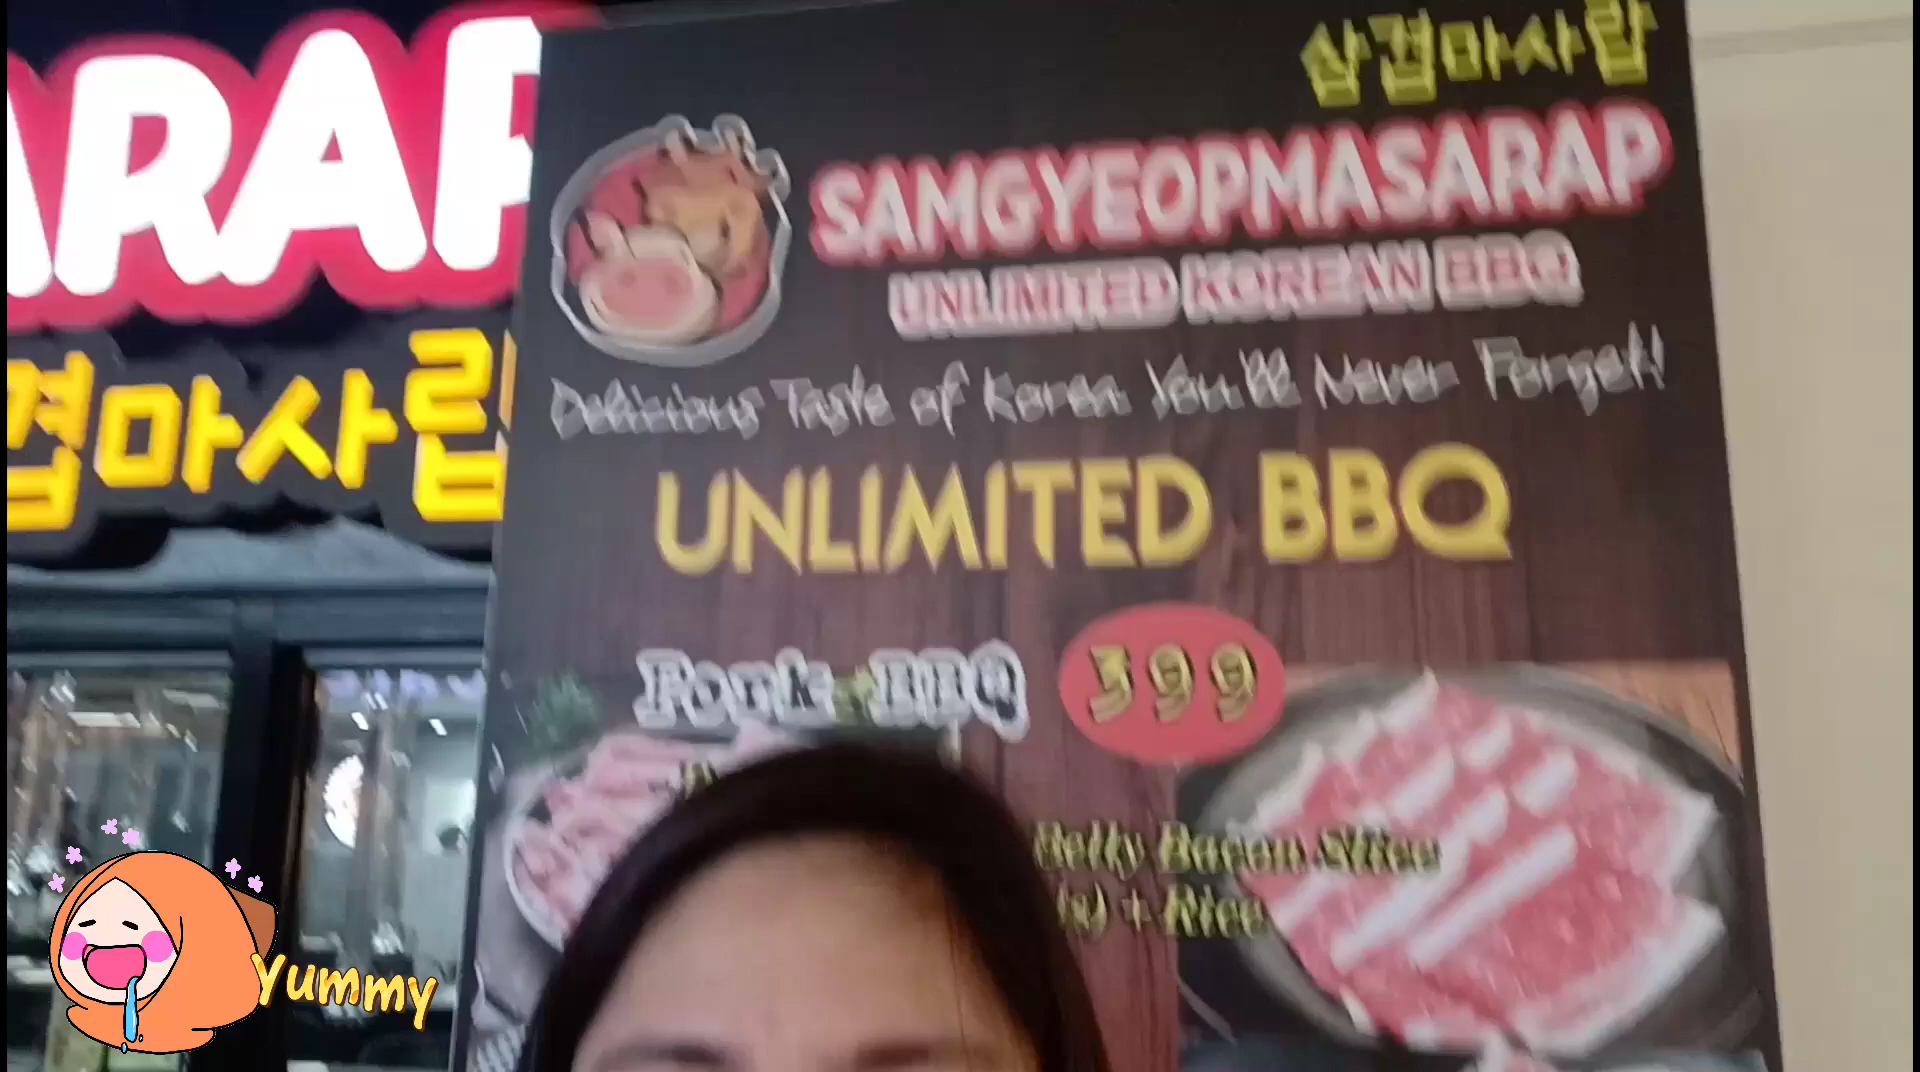 ARAP
겹마사랍
삼겹마사랍
SAMGYEOPMASARAP
UNLIMITED KOREAN BBQ
Delicious Taste of Korea You'll Never Forget!
UNLIMITED BBQ
Pork BBQ 399
Belly Bacon Slice
+ Rice
Yummy